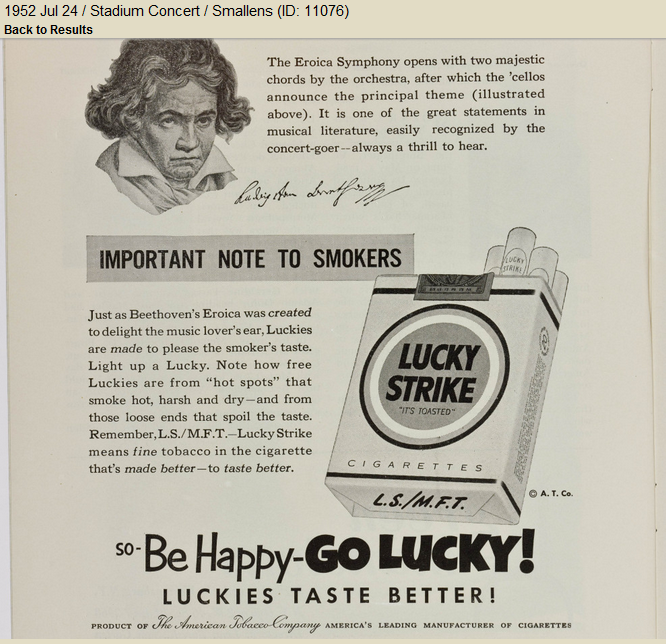 1952 Jul 24 / Stadium Concert / Smallens (ID: 11076)
Back to Results
The Eroica Symphony opens with two majestic
chords by the orchestra, after which the 'cellos
announce the principal theme (illustrated
above). It is one of the great statements in
musical literature, easily recognized by the
concert-goer—always a thrill to hear.
IMPORTANT NOTE TO SMOKERS
Just as Beethoven's Eroica was created
to delight the music lover's ear, Luckies
are made to please the smoker's taste.
Light up a Lucky. Note how free
Luckies are from "hot spots" that
smoke hot, harsh and dry—and from
those loose ends that spoil the taste.
Remember, L.S./M.F.T.—Lucky Strike
means fine tobacco in the cigarette
that's made better—to taste better.
LUCKY
STRIKE
LUCKY
STRIKE
"IT'S TOASTED"
CIGARETTES
L.S./M.F.T.
© A. T. Co.
so-Be Happy-GO LUCKY!
LUCKIES TASTE BETTER!
PRODUCT OF The American Tobacco Company AMERICA'S LEADING MANUFACTURER OF CIGARETTES